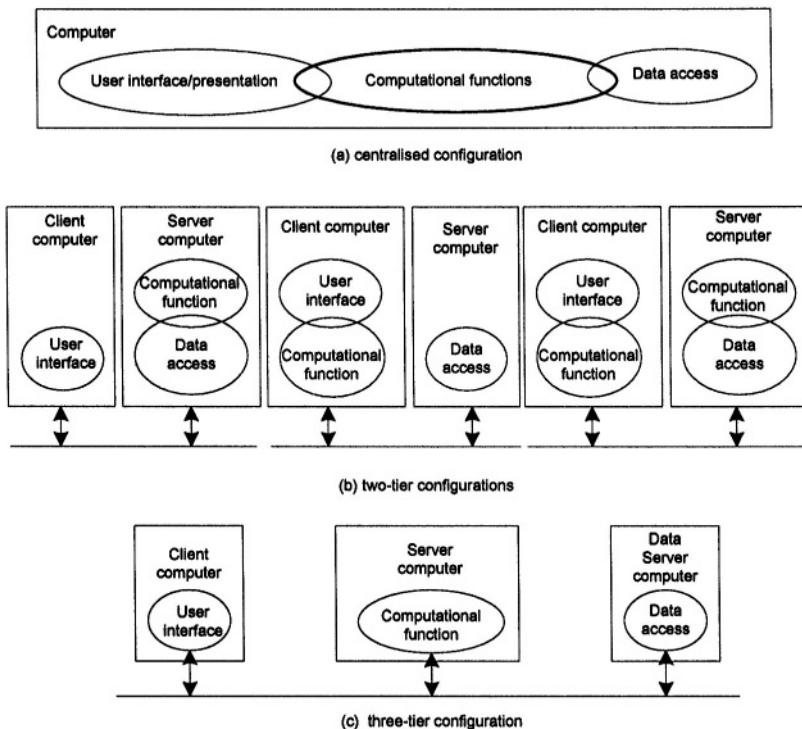 Computer
User interface/presentation
Computational functions
Data access
(a) centralised configuration
Client
computer
User
interface
Server
computer
Computational
function
Data
access
Client computer
User
interface
Computational
function
Server
computer
Data
access
Client computer
User
interface
Computational
function
Server
computer
Computational
function
Data
access
(b) two-tier configurations
Client
computer
User
interface
Server
computer
Computational
function
Data
Server
computer
Data
access
(c) three-tier configuration